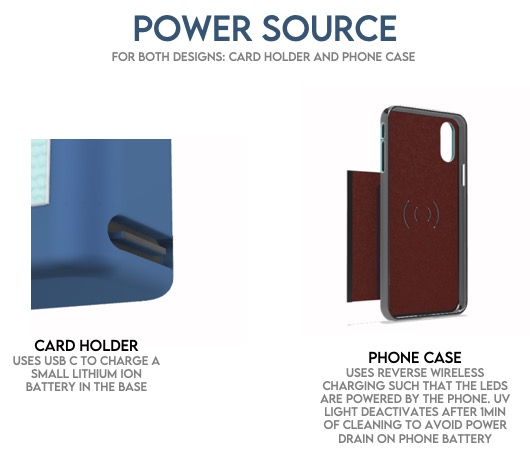 POWER SOURCE
FOR BOTH DESIGNS: CARD HOLDER AND PHONE CASE
CARD HOLDER
USES USB C TO CHARGE A
SMALL LITHIUM ION
BATTERY IN THE BASE
PHONE CASE
USES REVERSE WIRELESS
CHARGING SUCH THAT THE LEDS
ARE POWERED BY THE PHONE. UV
LIGHT DEACTIVATES AFTER 1MIN
OF CLEANING TO AVOID POWER
DRAIN ON PHONE BATTERY